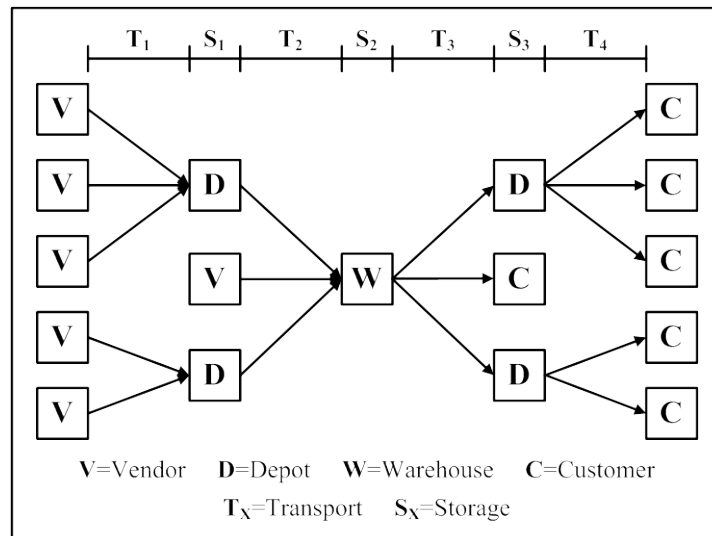 T₁ S₁ T₂ S₂ T₃ S₃ T₄
V C
V D D C
V C
V W C
V C
D D
V C
V=Vendor D=Depot W=Warehouse C=Customer
Tₓ=Transport Sₓ=Storage